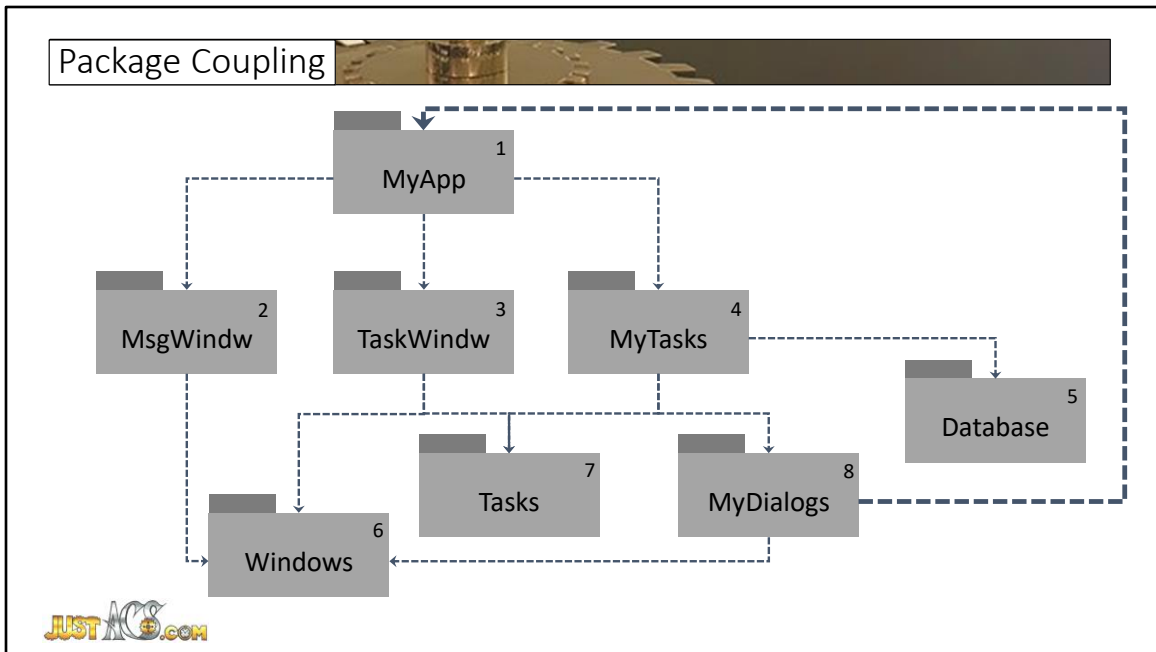 Package Coupling
1
MyApp
2
MsgWindw
3
TaskWindw
4
MyTasks
5
Database
7
Tasks
8
MyDialogs
6
Windows
JUST ACS.COM